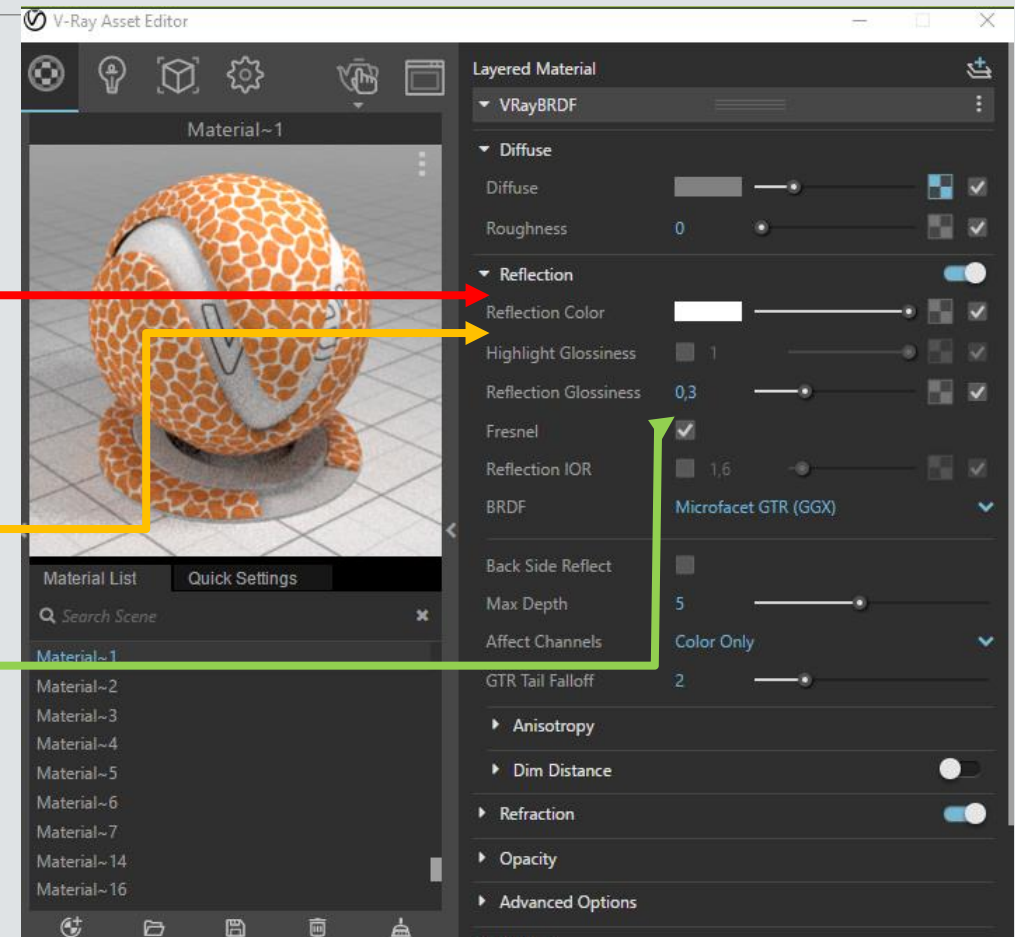 V-Ray Asset Editor
Material~1
Material List
Quick Settings
Search Scene
Material~1
Material~2
Material~3
Material~4
Material~5
Material~6
Material~7
Material~14
Material~16
Layered Material
VRayBRDF
Diffuse
Diffuse
Roughness 0
Reflection
Reflection Color
Highlight Glossiness 1
Reflection Glossiness 0,3
Fresnel
Reflection IOR 1,6
BRDF Microfacet GTR (GGX)
Back Side Reflect
Max Depth 5
Affect Channels Color Only
GTR Tail Falloff 2
Anisotropy
Dim Distance
Refraction
Opacity
Advanced Options